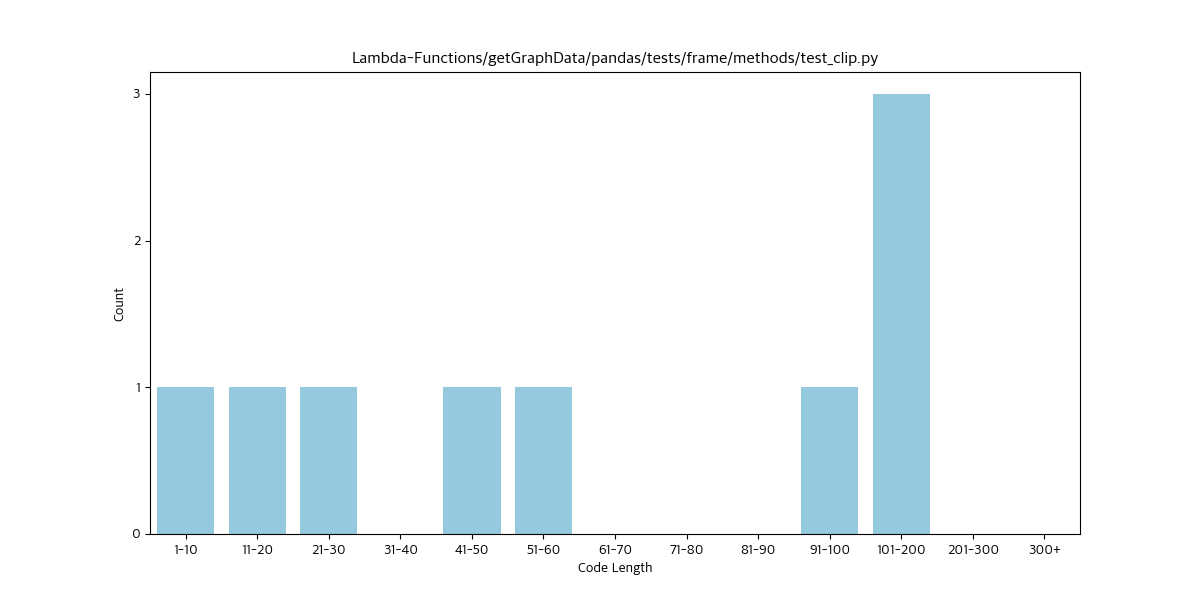 Lambda-Functions/getGraphData/pandas/tests/frame/methods/test_clip.py
3
2
1
0
Count
1-10 11-20 21-30 31-40 41-50 51-60 61-70 71-80 81-90 91-100 101-200 201-300 300+
Code Length